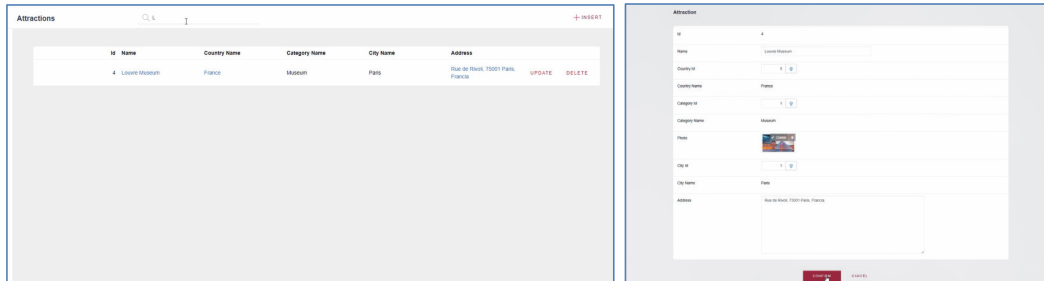 Attractions
L
INSERT
Id Name Country Name Category Name City Name Address
4 Louvre Museum France Museum Paris Rue de Rivoli, 75001 Paris,
Francia UPDATE DELETE
Attraction
Id 4
Name Louvre Museum
Country Id 5
Country Name France
Category Id 1
Category Name Museum
Photo
City Id 1
City Name Paris
Address Rue de Rivoli, 75001 Paris, Francia
CONFIRM CANCEL